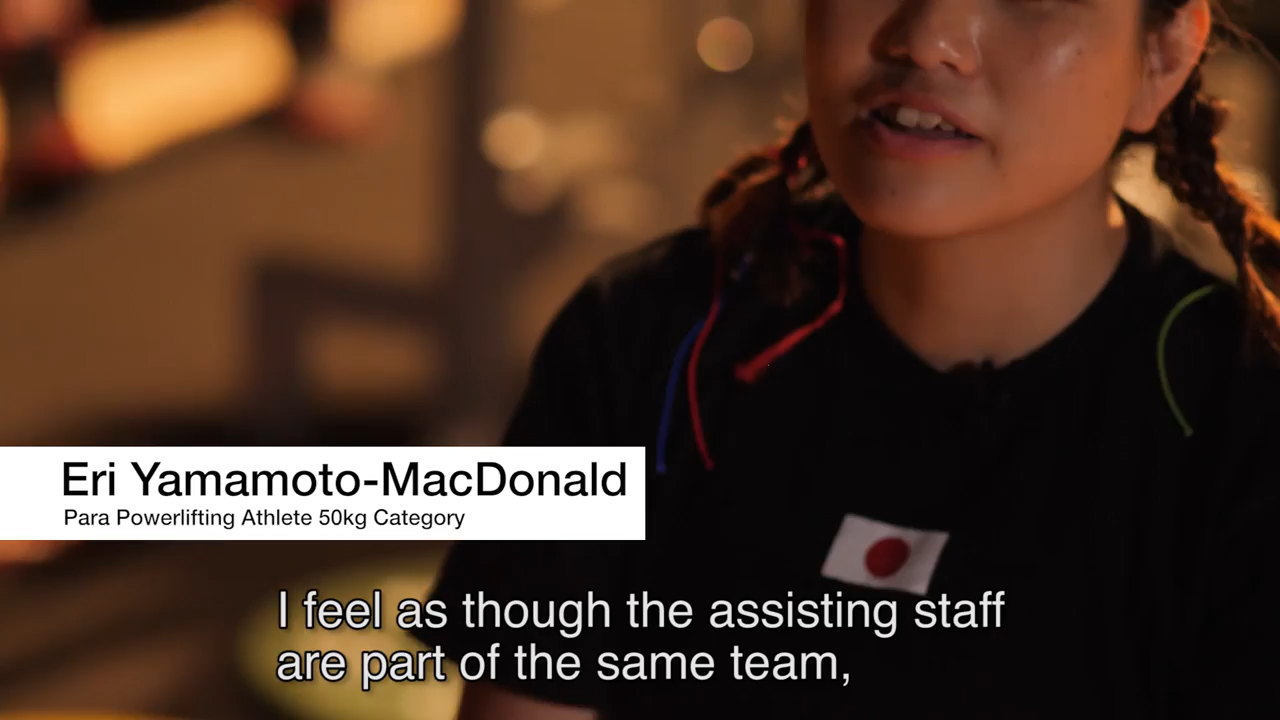 Eri Yamamoto-MacDonald
Para Powerlifting Athlete 50kg Category
I feel as though the assisting staff
are part of the same team,